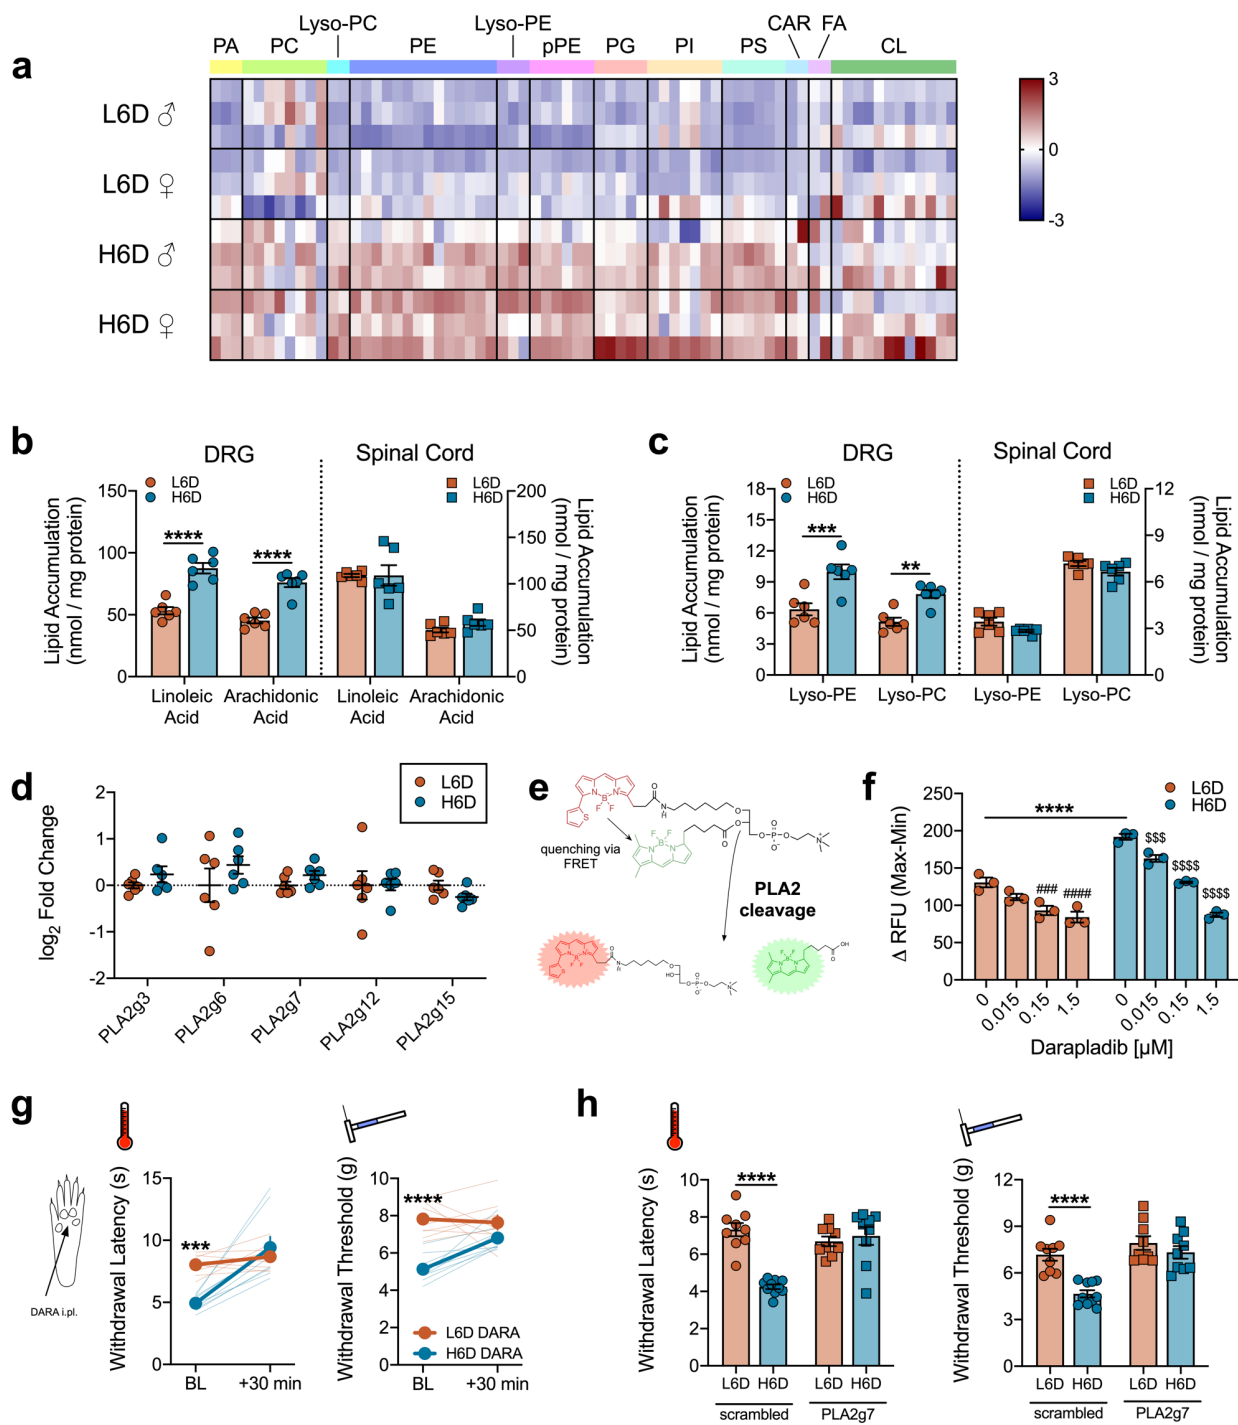 a
PA PC Lyso-PC PE Lyso-PE pPE PG PI PS CAR FA CL
L6D ♂
L6D ♀
H6D ♂
H6D ♀
3
0
-3
b
DRG
Spinal Cord
L6D
H6D
L6D
H6D
Lipid Accumulation
(nmol / mg protein)
150
100
50
0
****
****
200
150
100
50
0
Lipid Accumulation
(nmol / mg protein)
Linoleic
Acid
Arachidonic
Acid
Linoleic
Acid
Arachidonic
Acid
c
DRG
Spinal Cord
L6D
H6D
L6D
H6D
Lipid Accumulation
(nmol / mg protein)
18
15
12
9
6
3
0
***
**
12
9
6
3
0
Lipid Accumulation
(nmol / mg protein)
Lyso-PE
Lyso-PC
Lyso-PE
Lyso-PC
d
L6D
H6D
log2 Fold Change
2
1
0
-1
-2
PLA2g3
PLA2g6
PLA2g7
PLA2g12
PLA2g15
e
quenching via
FRET
PLA2
cleavage
f
L6D
H6D
Δ RFU (Max-Min)
250
200
150
100
50
0
****
###
####
$$$
$$$$
$$$$
0
0.015
0.15
1.5
0
0.015
0.15
1.5
Darapladib [µM]
g
DARA i.pl.
Withdrawal Latency (s)
15
10
5
0
***
BL
+30 min
Withdrawal Threshold (g)
10
8
6
4
2
0
****
L6D DARA
H6D DARA
BL
+30 min
h
Withdrawal Latency (s)
10
8
6
4
2
0
****
L6D H6D
L6D H6D
scrambled
PLA2g7
Withdrawal Threshold (g)
12
9
6
3
0
****
L6D H6D
L6D H6D
scrambled
PLA2g7